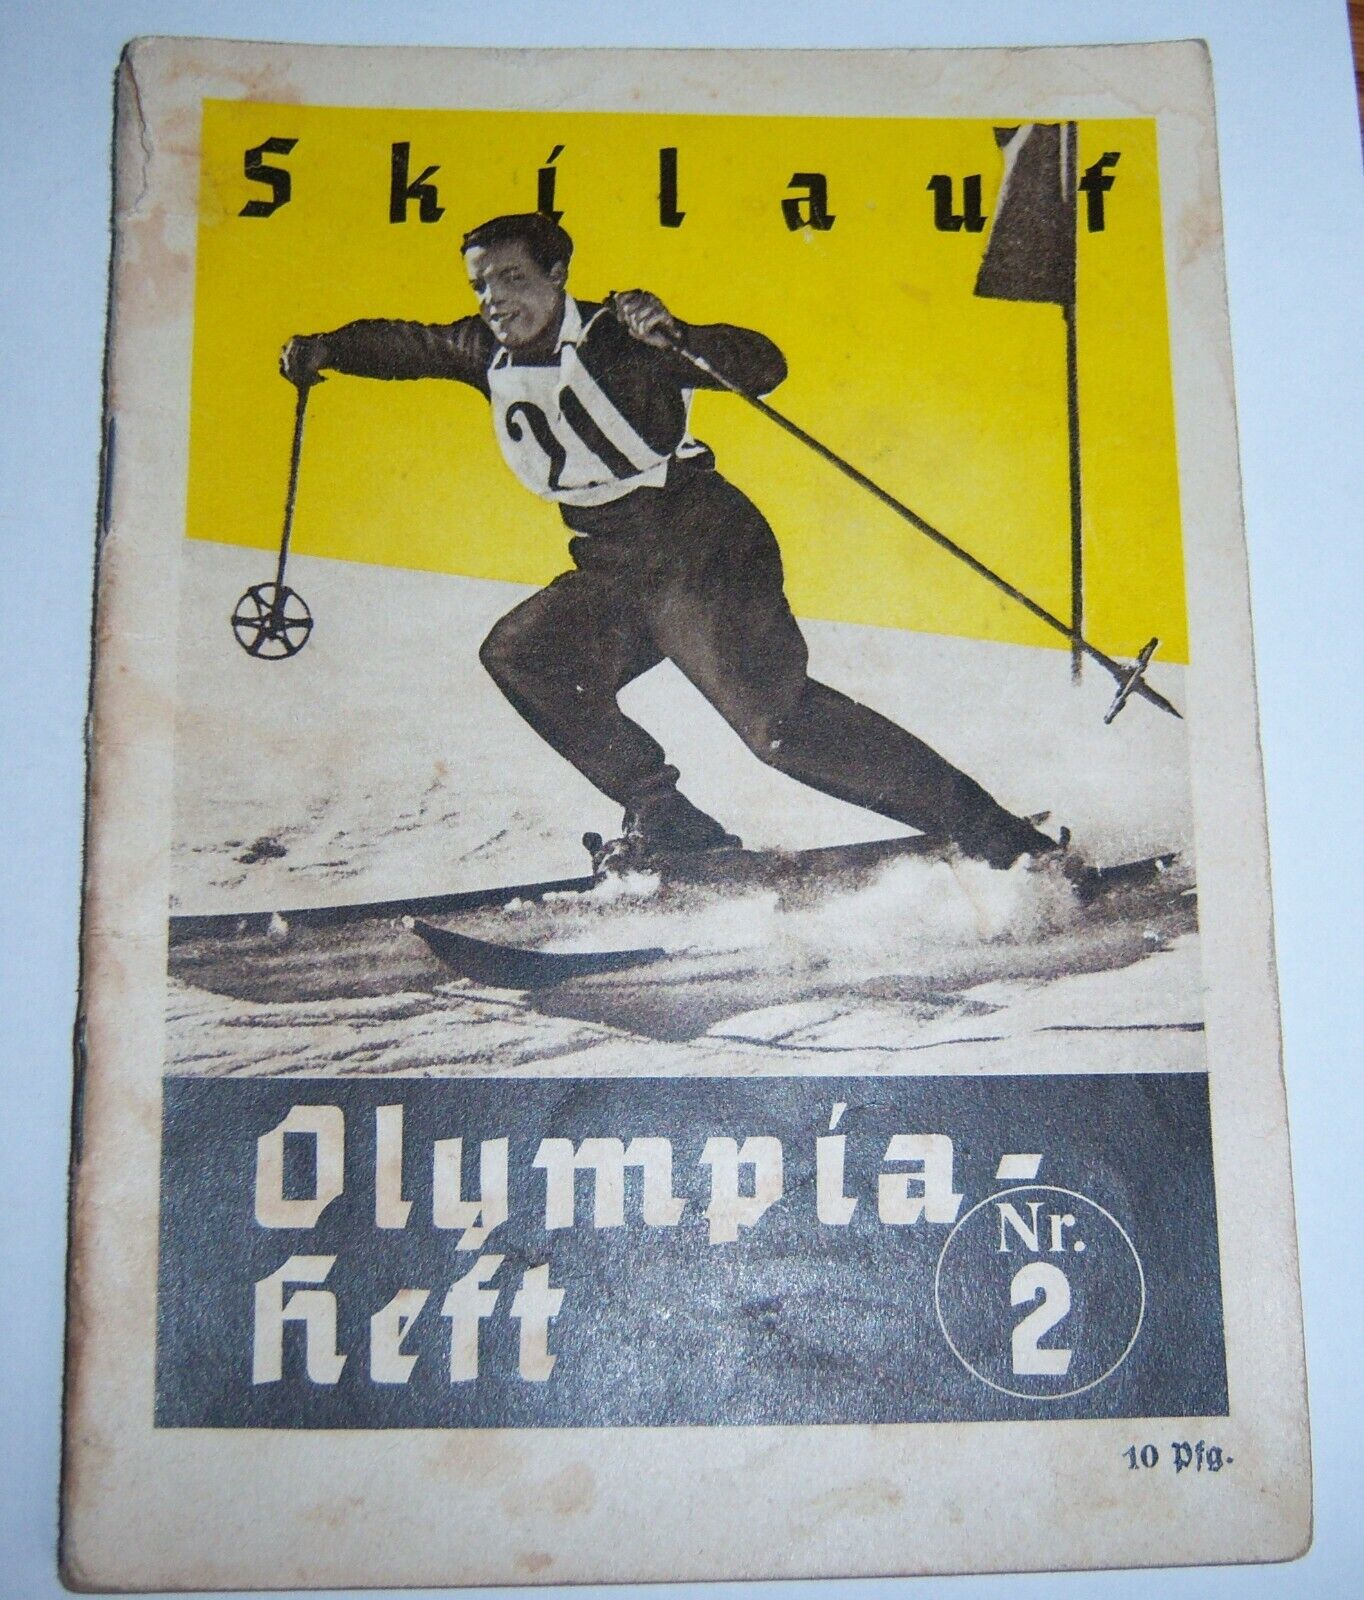 Skilauf
21
Olympia-
Heft
Nr.
2
10 Pfg.